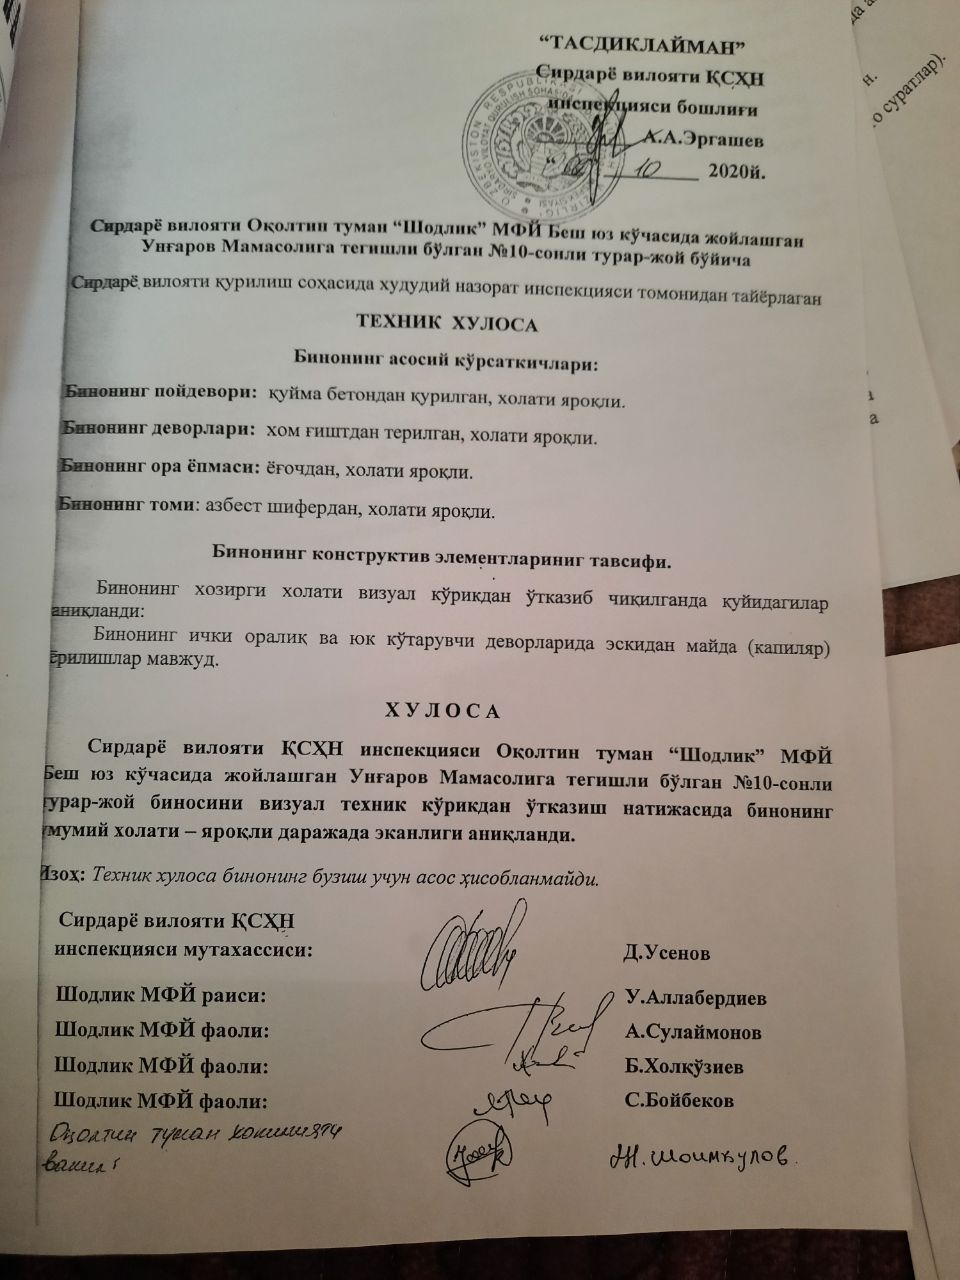 “ТАСДИКЛАЙМАН”
Сирдарё вилояти ҚСҲН
инспекцияси бошлиғи
А.А.Эргашев
“ 10 2020й.
Сирдарё вилояти Оқолтин туман “Шодлик” МФЙ Беш юз кўчасида жойлашган
Унғаров Мамасолига тегишли бўлган №10-сонли турар-жой бўйича
Сирдарё вилояти қурилиш соҳасида худудий назорат инспекцияси томонидан тайёрлаган
ТЕХНИК ХУЛОСА
Бинонинг асосий кўрсаткичлари:
Бинонинг пойдевори: қуйма бетондан қурилган, холати яроқли.
Бинонинг деворлари: хом ғиштдан терилган, холати яроқли.
Бинонинг ора ёпмаси: ёғочдан, холати яроқли.
Бинонинг томи: азбест шифердан, холати яроқли.
Бинонинг конструктив элементларининг тавсифи.
Бинонинг хозирги холати визуал кўрикдан ўтказиб чиқилганда қуйидагилар
аниқланди:
Бинонинг ички оралиқ ва юк кўтарувчи деворларида эскидан майда (капиляр)
ёрилишлар мавжуд.
Х У Л О С А
Сирдарё вилояти ҚСҲН инспекцияси Оқолтин туман “Шодлик” МФЙ
Беш юз кўчасида жойлашган Унғаров Мамасолига тегишли бўлган №10-сонли
турар-жой биносини визуал техник кўрикдан ўтказиш натижасида бинонинг
умумий холати – яроқли даражада эканлиги аниқланди.
Изоҳ: Техник хулоса бинонинг бузиш учун асос ҳисобланмайди.
Сирдарё вилояти ҚСҲН
инспекцияси мутахассиси: Д.Усенов
Шодлик МФЙ раиси: У.Аллабердиев
Шодлик МФЙ фаоли: А.Сулаймонов
Шодлик МФЙ фаоли: Б.Холқўзиев
Шодлик МФЙ фаоли: С.Бойбеков
Оқолтин туман хокимияти
вакили Ж.Шоимқулов.
н.
о суратлар).